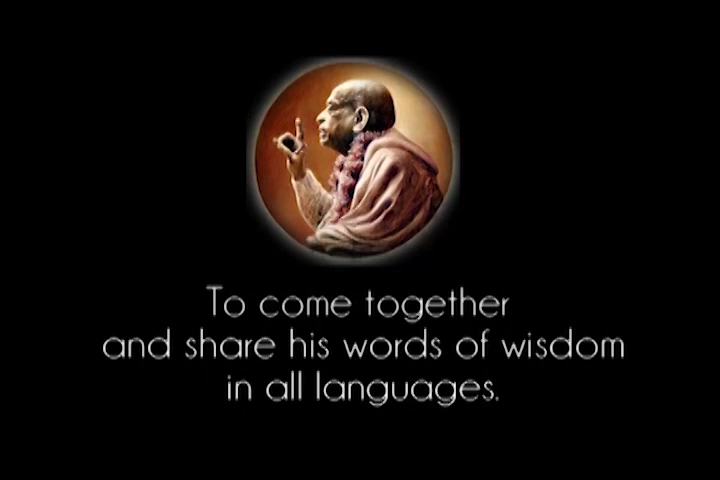 To come together
and share his words of wisdom
in all languages.